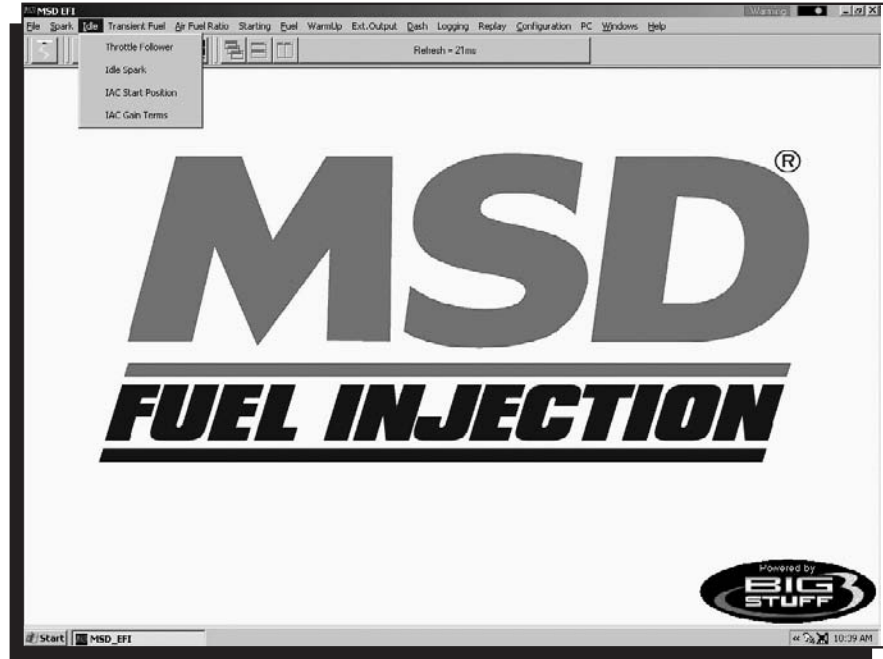 MSD EFI
Warning
File Spark Idle Transient Fuel Air Fuel Ratio Starting Fuel WarmUp Ext.Output Dash Logging Replay Configuration PC Windows Help
Refresh = 21ms
Throttle Follower
Idle Spark
IAC Start Position
IAC Gain Terms
MSD®
FUEL INJECTION
Powered by
BIG
STUFF 3
Start MSD_EFI « 10:09 AM